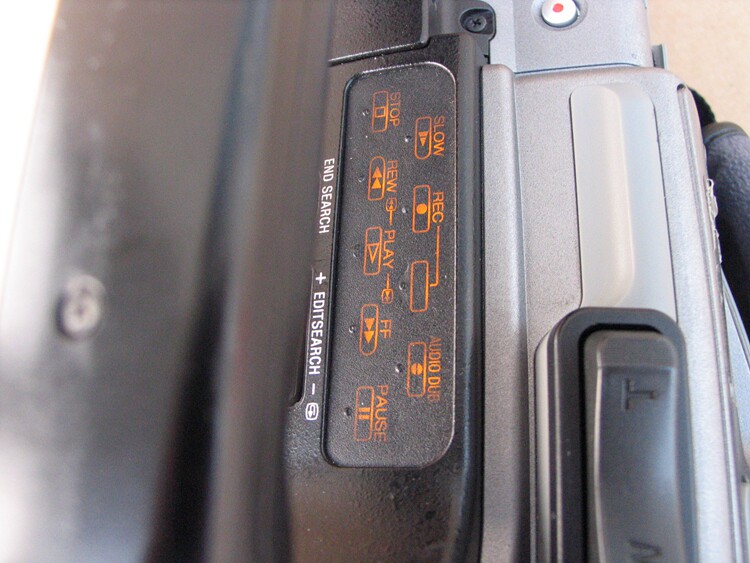 SLOW REC AUDIO DUB
STOP REW PLAY FF PAUSE
END SEARCH + EDITSEARCH -
T